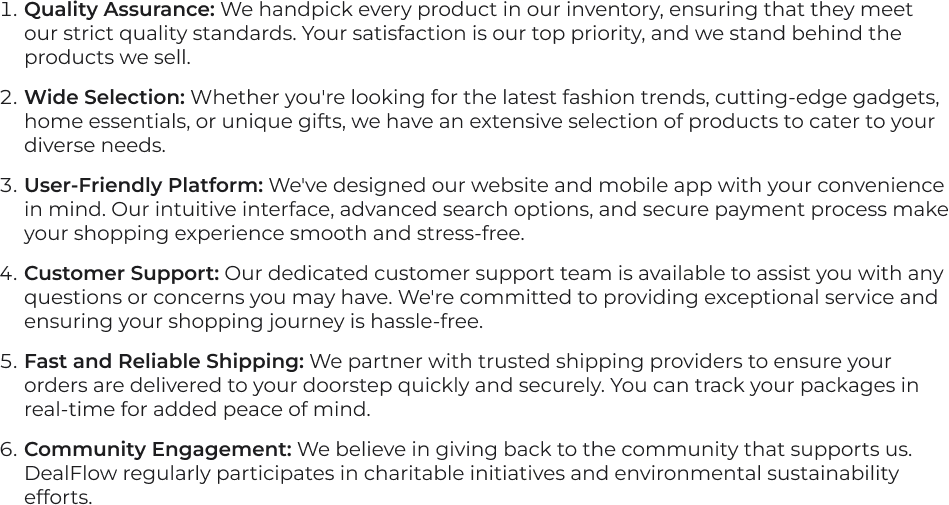 1. Quality Assurance: We handpick every product in our inventory, ensuring that they meet
our strict quality standards. Your satisfaction is our top priority, and we stand behind the
products we sell.
2. Wide Selection: Whether you're looking for the latest fashion trends, cutting-edge gadgets,
home essentials, or unique gifts, we have an extensive selection of products to cater to your
diverse needs.
3. User-Friendly Platform: We've designed our website and mobile app with your convenience
in mind. Our intuitive interface, advanced search options, and secure payment process make
your shopping experience smooth and stress-free.
4. Customer Support: Our dedicated customer support team is available to assist you with any
questions or concerns you may have. We're committed to providing exceptional service and
ensuring your shopping journey is hassle-free.
5. Fast and Reliable Shipping: We partner with trusted shipping providers to ensure your
orders are delivered to your doorstep quickly and securely. You can track your packages in
real-time for added peace of mind.
6. Community Engagement: We believe in giving back to the community that supports us.
DealFlow regularly participates in charitable initiatives and environmental sustainability
efforts.